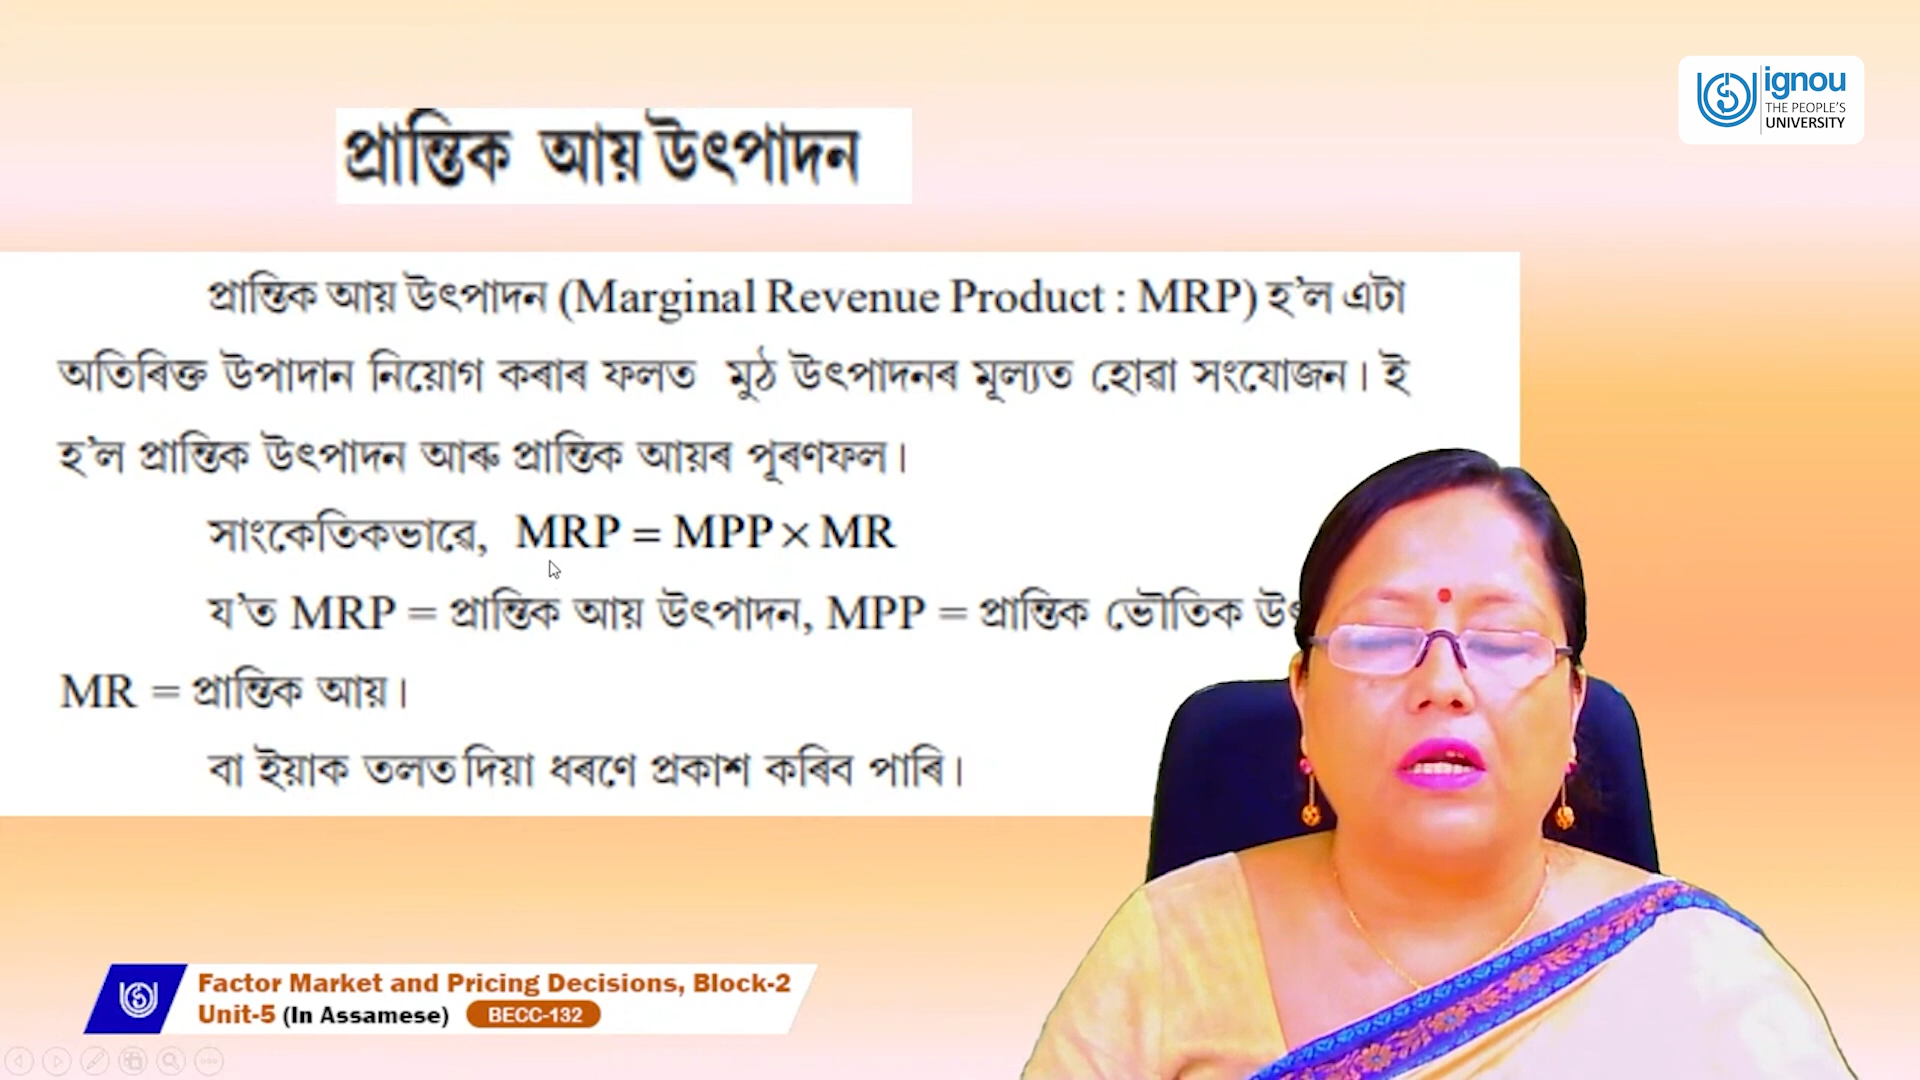 ignou
THE PEOPLE'S
UNIVERSITY
প্ৰান্তিক আয় উৎপাদন
প্ৰান্তিক আয় উৎপাদন (Marginal Revenue Product : MRP) হ'ল এটা
অতিৰিক্ত উপাদান নিয়োগ কৰাৰ ফলত মুঠ উৎপাদনৰ মূল্যত হোৱা সংযোজন। ই
হ'ল প্ৰান্তিক উৎপাদন আৰু প্ৰান্তিক আয়ৰ পূৰণফল।
সাংকেতিকভাৱে, MRP = MPP × MR
য'ত MRP = প্ৰান্তিক আয় উৎপাদন, MPP = প্ৰান্তিক ভৌতিক
MR = প্ৰান্তিক আয়।
বা ইয়াক তলত দিয়া ধৰণে প্ৰকাশ কৰিব পাৰি।
Factor Market and Pricing Decisions, Block-2
Unit-5 (In Assamese) BECC-132